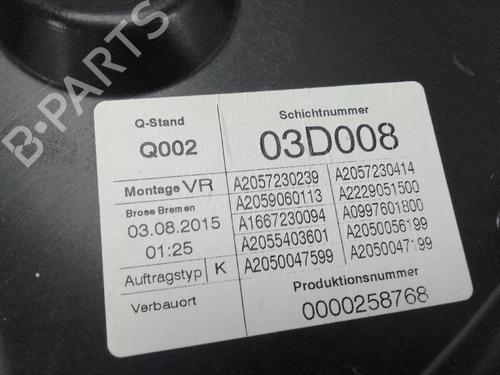 B-PARTS
Q-Stand
Q002
Schichtnummer
03D008
Montage VR
Brose Bremen
03.08.2015
01:25
Auftragstyp K
Verbauort
A2057230239 A2057230414
A2059060113 A2229051500
A1667230094 A0997601800
A2055403601 A2050056199
A2050047599 A2050047199
Produktionsnummer
0000258768